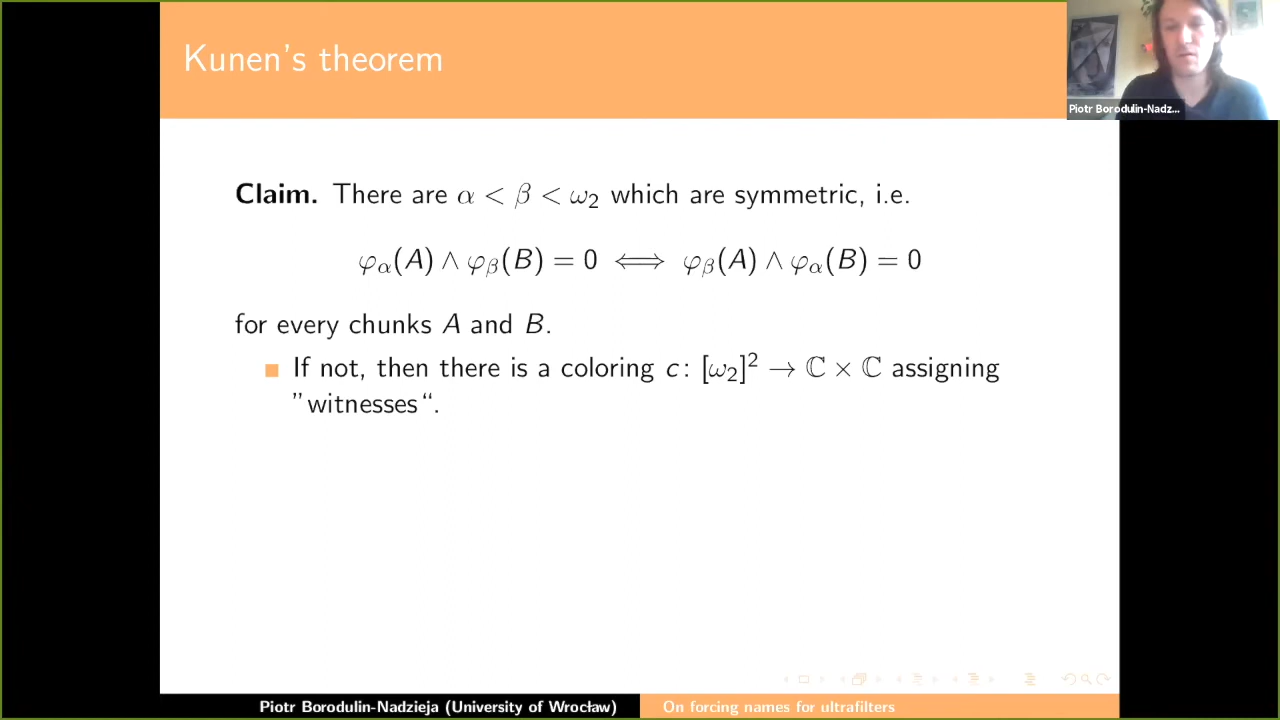 Kunen's theorem
Piotr Borodulin-Nadz...
Claim. There are α < β < ω₂ which are symmetric, i.e.
φ_α(A) ∧ φ_β(B) = 0 ⟺ φ_β(A) ∧ φ_α(B) = 0
for every chunks A and B.
If not, then there is a coloring c: [ω₂]² → ℂ × ℂ assigning
"witnesses“.
Piotr Borodulin-Nadzieja (University of Wrocław)
On forcing names for ultrafilters